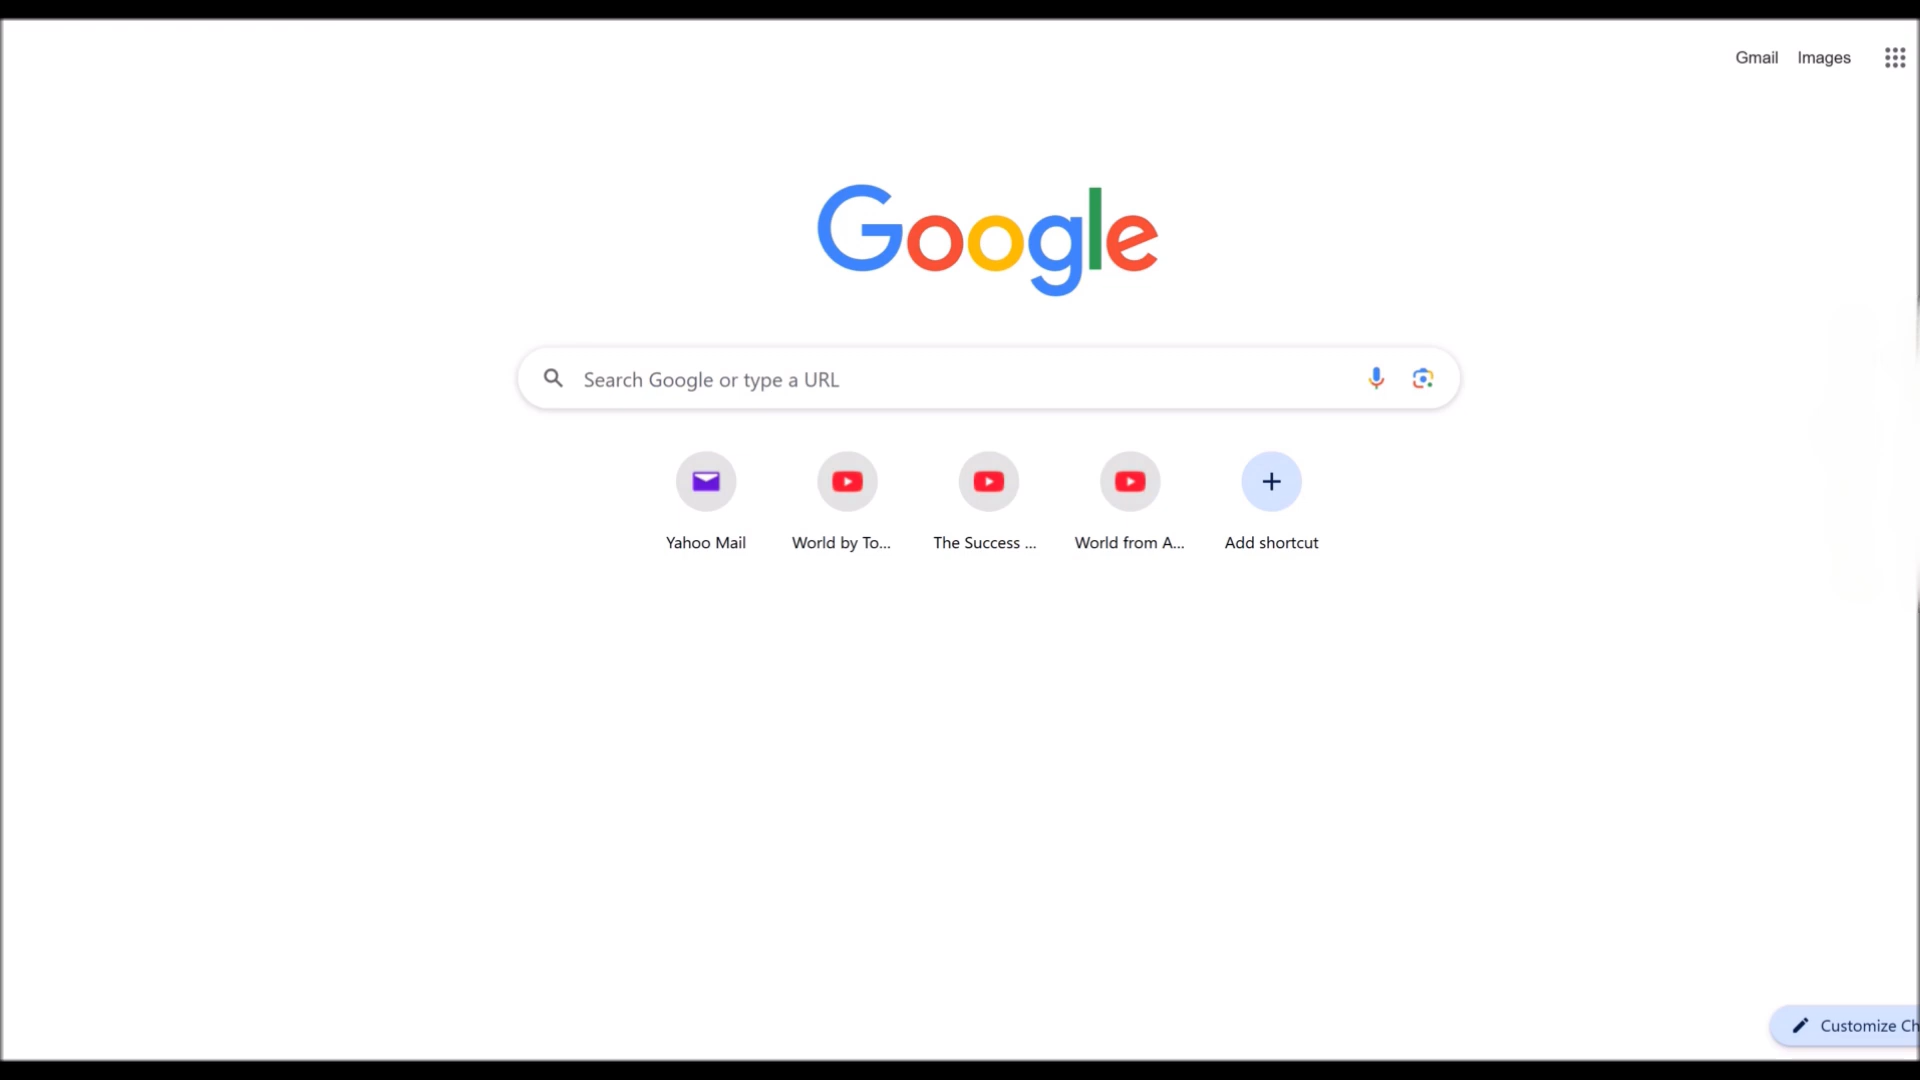 Gmail Images
Google
Search Google or type a URL
Yahoo Mail World by To... The Success ... World from A... Add shortcut
Customize Ch